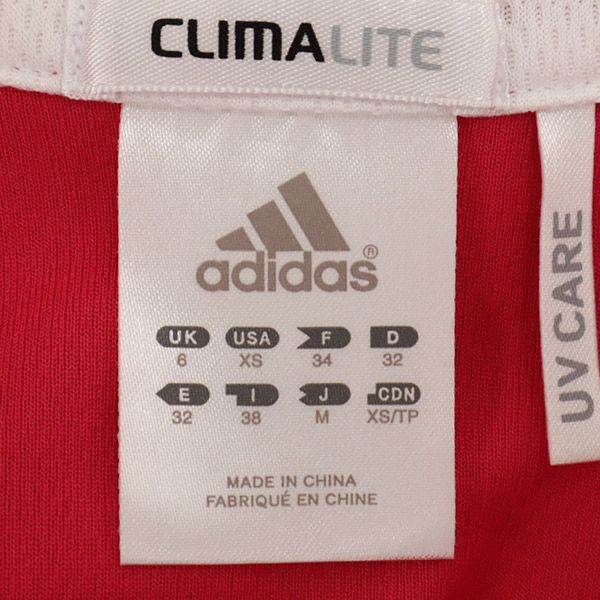 CLIMALITE
adidas®
UK USA F D
6 XS 34 32
E I J CDN
32 38 M XS/TP
MADE IN CHINA
FABRIQUÉ EN CHINE
UV CARE